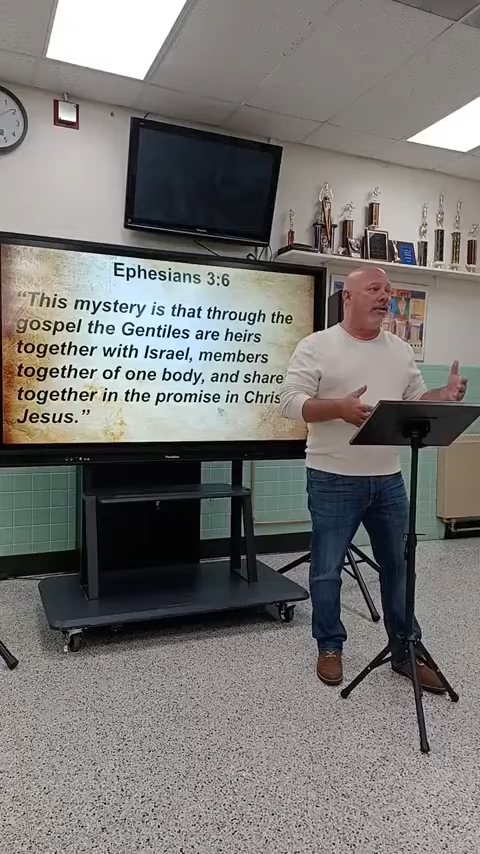 Ephesians 3:6
“This mystery is that through the
gospel the Gentiles are heirs
together with Israel, members
together of one body, and share
together in the promise in Chris
Jesus.”